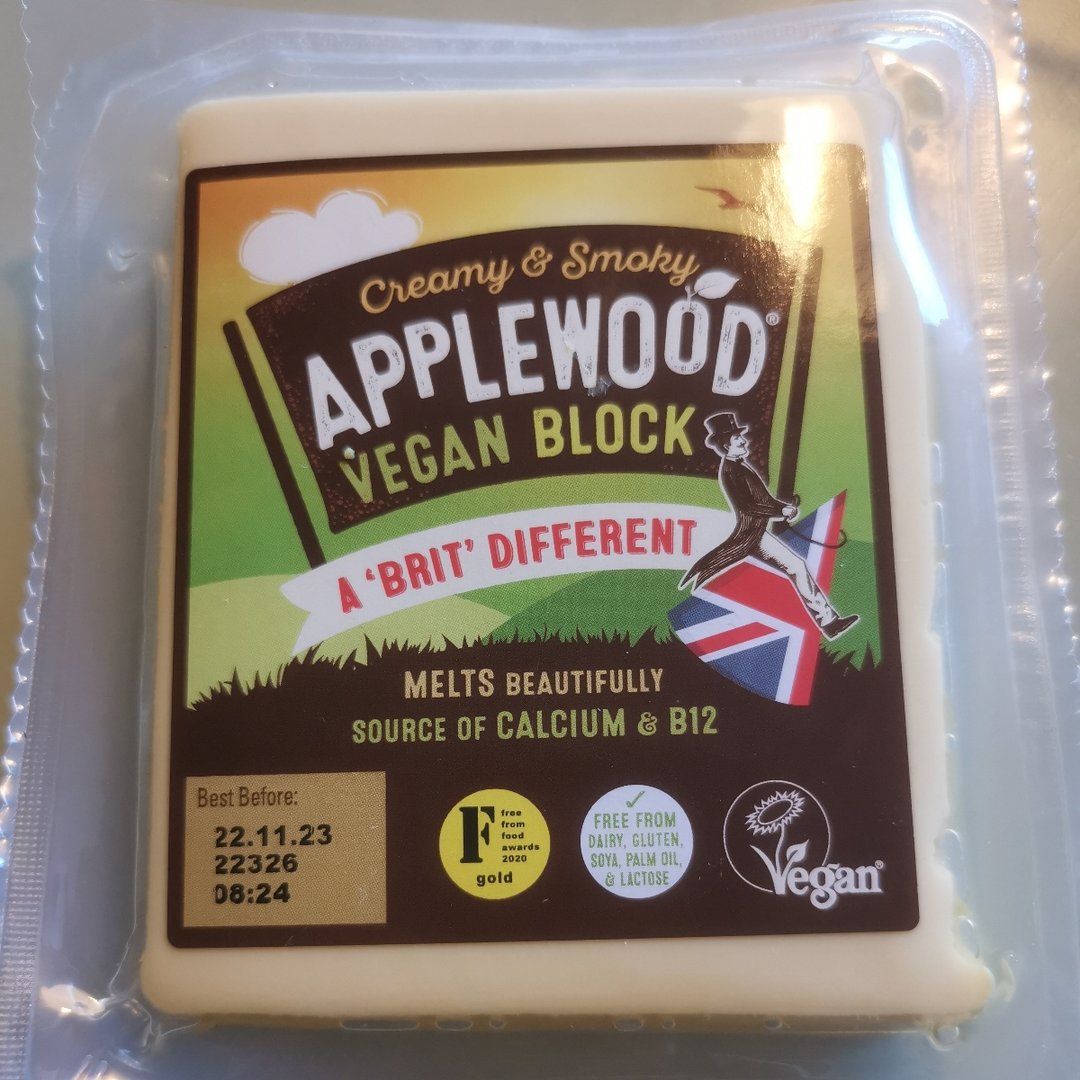 Creamy & Smoky
APPLEWOOD®
VEGAN BLOCK
A ‘BRIT’ DIFFERENT
MELTS BEAUTIFULLY
SOURCE OF CALCIUM & B12
Best Before:
22.11.23
22326
08:24
F
free
from
food
awards
2020
gold
FREE FROM
DAIRY, GLUTEN,
SOYA, PALM OIL,
& LACTOSE
Vegan®